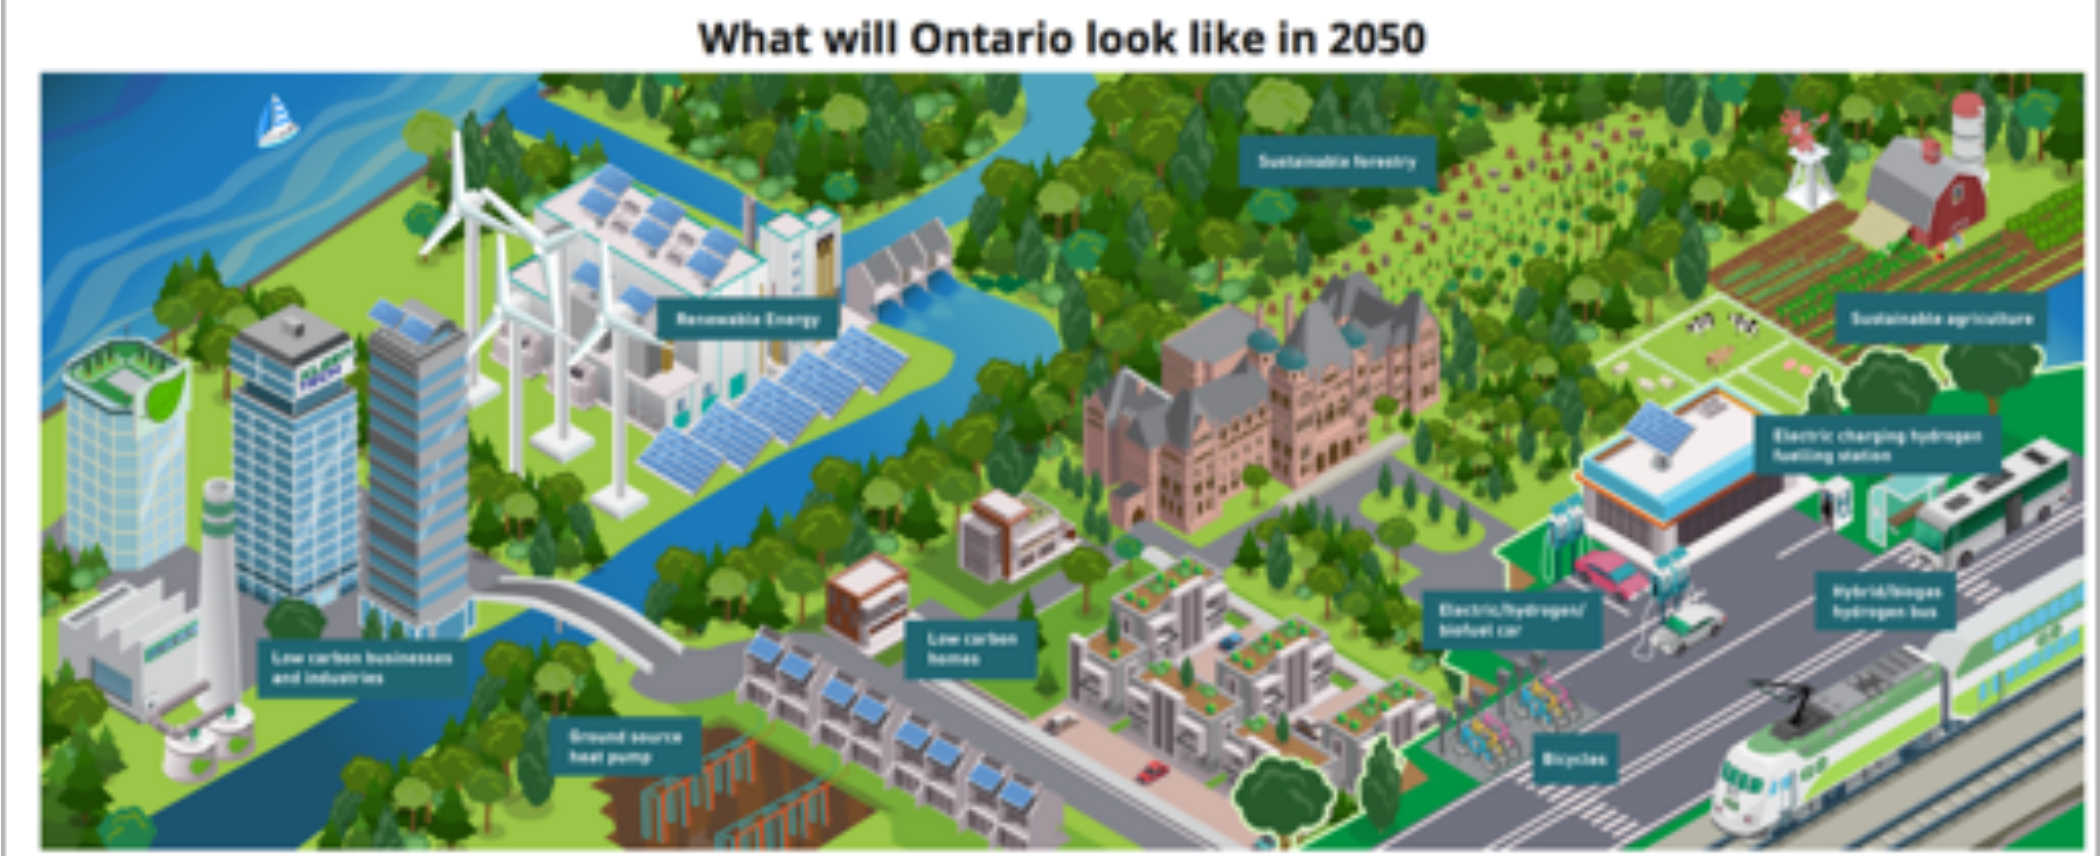 What will Ontario look like in 2050
Sustainable forestry
Renewable Energy
Sustainable agriculture
Electric charging hydrogen
fuelling station
Electric/hydrogen/
biofuel car
Hybrid/biogas
hydrogen bus
Low carbon
homes
Low carbon businesses
and industries
Ground source
heat pump
Bicycles